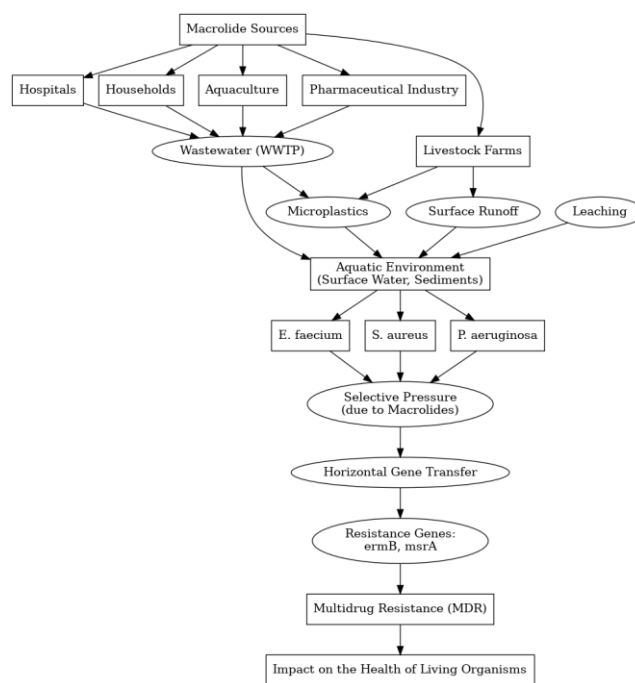 Macrolide Sources
Hospitals
Households
Aquaculture
Pharmaceutical Industry
Wastewater (WWTP)
Livestock Farms
Microplastics
Surface Runoff
Leaching
Aquatic Environment
(Surface Water, Sediments)
E. faecium
S. aureus
P. aeruginosa
Selective Pressure
(due to Macrolides)
Horizontal Gene Transfer
Resistance Genes:
ermB, msrA
Multidrug Resistance (MDR)
Impact on the Health of Living Organisms